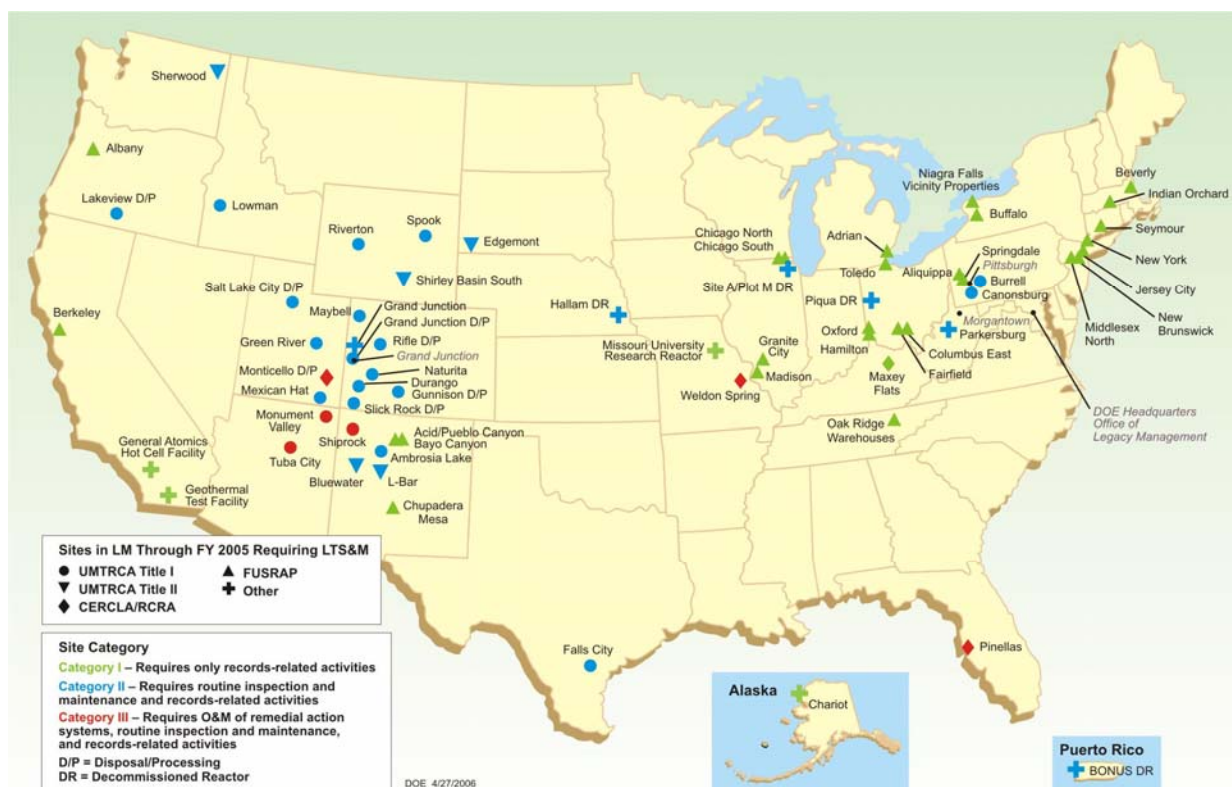 Sherwood
Albany
Lakeview D/P
Lowman
Riverton
Spook
Edgemont
Shirley Basin South
Salt Lake City D/P
Grand Junction
Maybell
Grand Junction D/P
Berkeley
Green River
Rifle D/P
Grand Junction
Monticello D/P
Naturita
Durango
Mexican Hat
Gunnison D/P
Slick Rock D/P
Monument
Valley
Shiprock
Acid/Pueblo Canyon
Bayo Canyon
Tuba City
Ambrosia Lake
Bluewater
L-Bar
Chupadera
Mesa
General Atomics
Hot Cell Facility
Geothermal
Test Facility
Hallam DR
Missouri University
Research Reactor
Granite
City
Madison
Weldon Spring
Chicago North
Chicago South
Site A/Plot M DR
Adrian
Toledo
Piqua DR
Oxford
Hamilton
Columbus East
Fairfield
Maxey
Flats
Oak Ridge
Warehouses
Niagra Falls
Vicinity Properties
Buffalo
Aliquippa
Springdale
Pittsburgh
Burrell
Canonsburg
Morgantown
Parkersburg
Beverly
Indian Orchard
Seymour
New York
Jersey City
New
Brunswick
Middlesex
North
DOE Headquarters
Office of
Legacy Management
Falls City
Pinellas
Sites in LM Through FY 2005 Requiring LTS&M
UMTRCA Title I
FUSRAP
UMTRCA Title II
Other
CERCLA/RCRA
Site Category
Category I – Requires only records-related activities
Category II – Requires routine inspection and
maintenance and records-related activities
Category III – Requires O&M of remedial action
systems, routine inspection and maintenance,
and records-related activities
D/P = Disposal/Processing
DR = Decommissioned Reactor
DOE 4/27/2006
Alaska
Chariot
Puerto Rico
BONUS DR